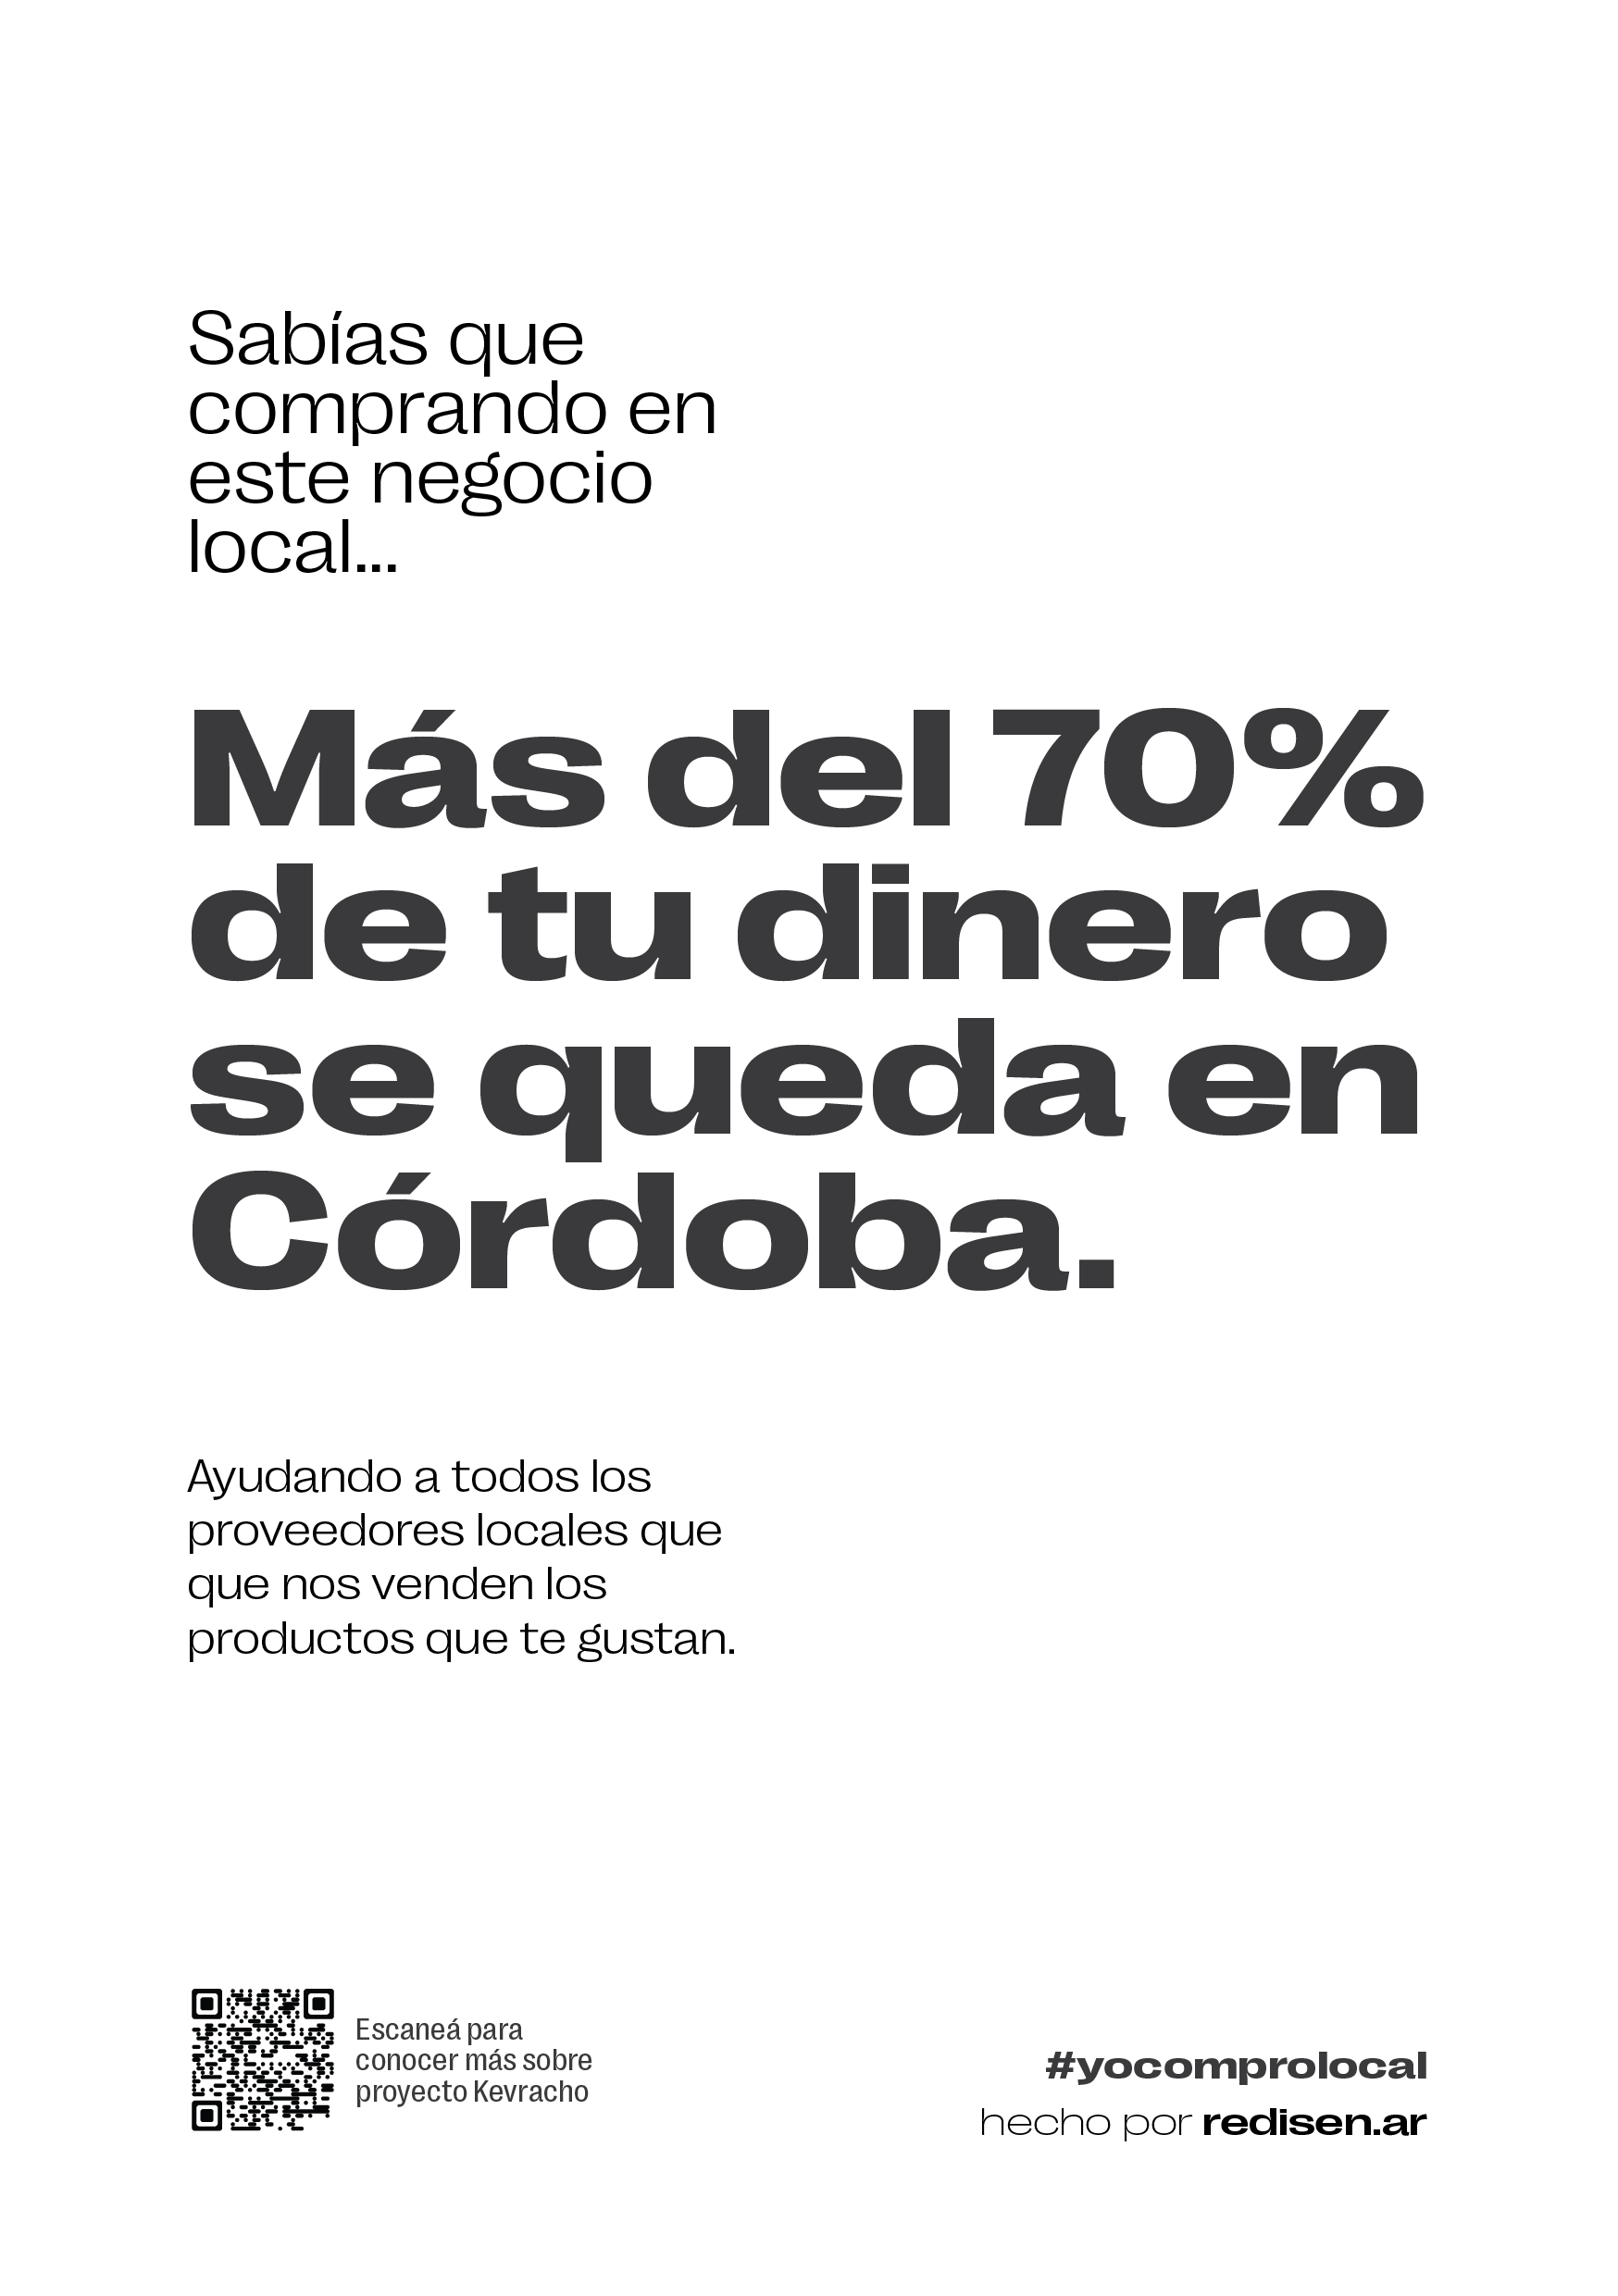 Sabías que
comprando en
este negocio
local...
Más del 70%
de tu dinero
se queda en
Córdoba.
Ayudando a todos los
proveedores locales que
que nos venden los
productos que te gustan.
Escaneá para
conocer más sobre
proyecto Kevracho
#yocomprolocal
hecho por redisen.ar